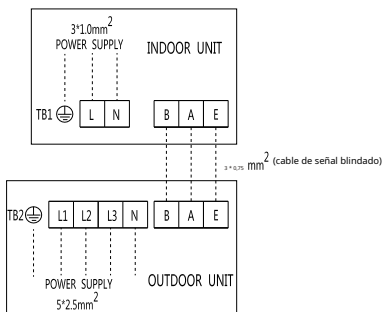 3*1.0mm2
POWER SUPPLY
INDOOR UNIT
TB1 L N B A E
3 * 0,75 mm2 (cable de señal blindado)
TB2 L1 L2 L3 N B A E
POWER SUPPLY
OUTDOOR UNIT
5*2.5mm2